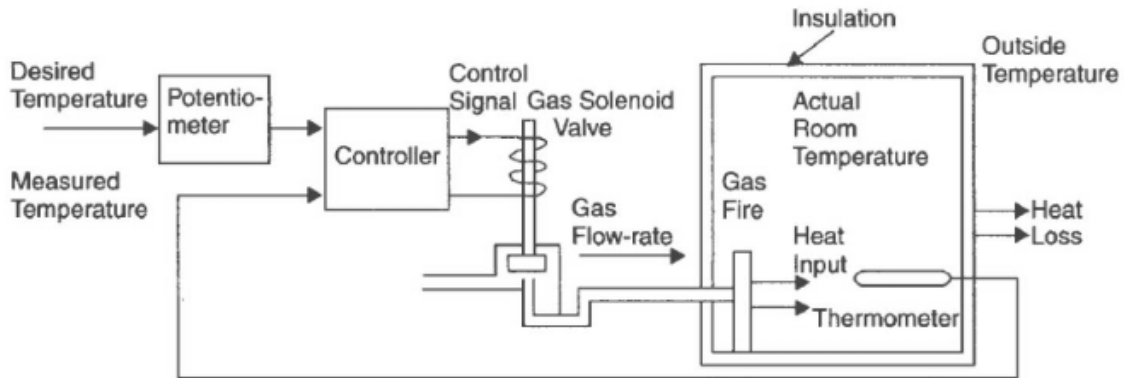 Insulation
Outside
Temperature
Desired
Temperature
Potentio-
meter
Control
Signal
Gas Solenoid
Valve
Actual
Room
Temperature
Controller
Measured
Temperature
Gas
Fire
Gas
Flow-rate
Heat
Input
Heat
Loss
Thermometer